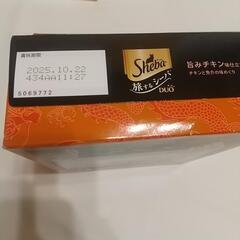 賞味期限
2025.10.22
434AA11:27
5069772
Sheba
旅するシーバ
DUO
旨みチキン味仕立
チキンと魚介の味めぐり